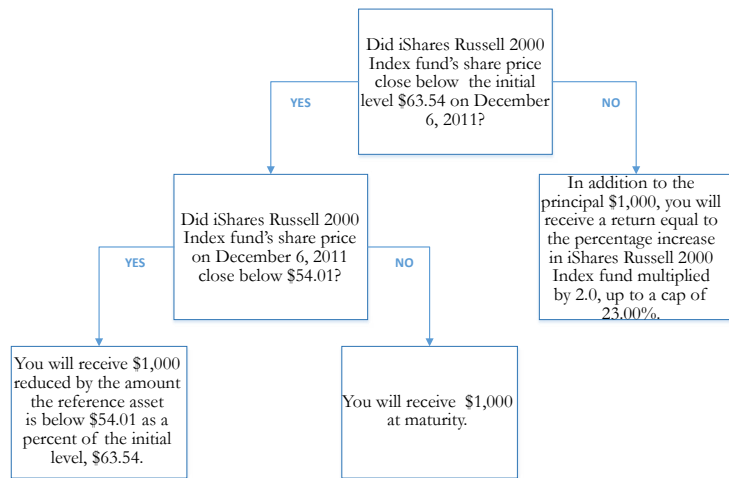 Did iShares Russell 2000
Index fund's share price
close below the initial
level $63.54 on December
6, 2011?
YES
NO
Did iShares Russell 2000
Index fund's share price
on December 6, 2011
close below $54.01?
In addition to the
principal $1,000, you will
receive a return equal to
the percentage increase
in iShares Russell 2000
Index fund multiplied
by 2.0, up to a cap of
23.00%.
YES
NO
You will receive $1,000
reduced by the amount
the reference asset
is below $54.01 as a
percent of the initial
level, $63.54.
You will receive $1,000
at maturity.